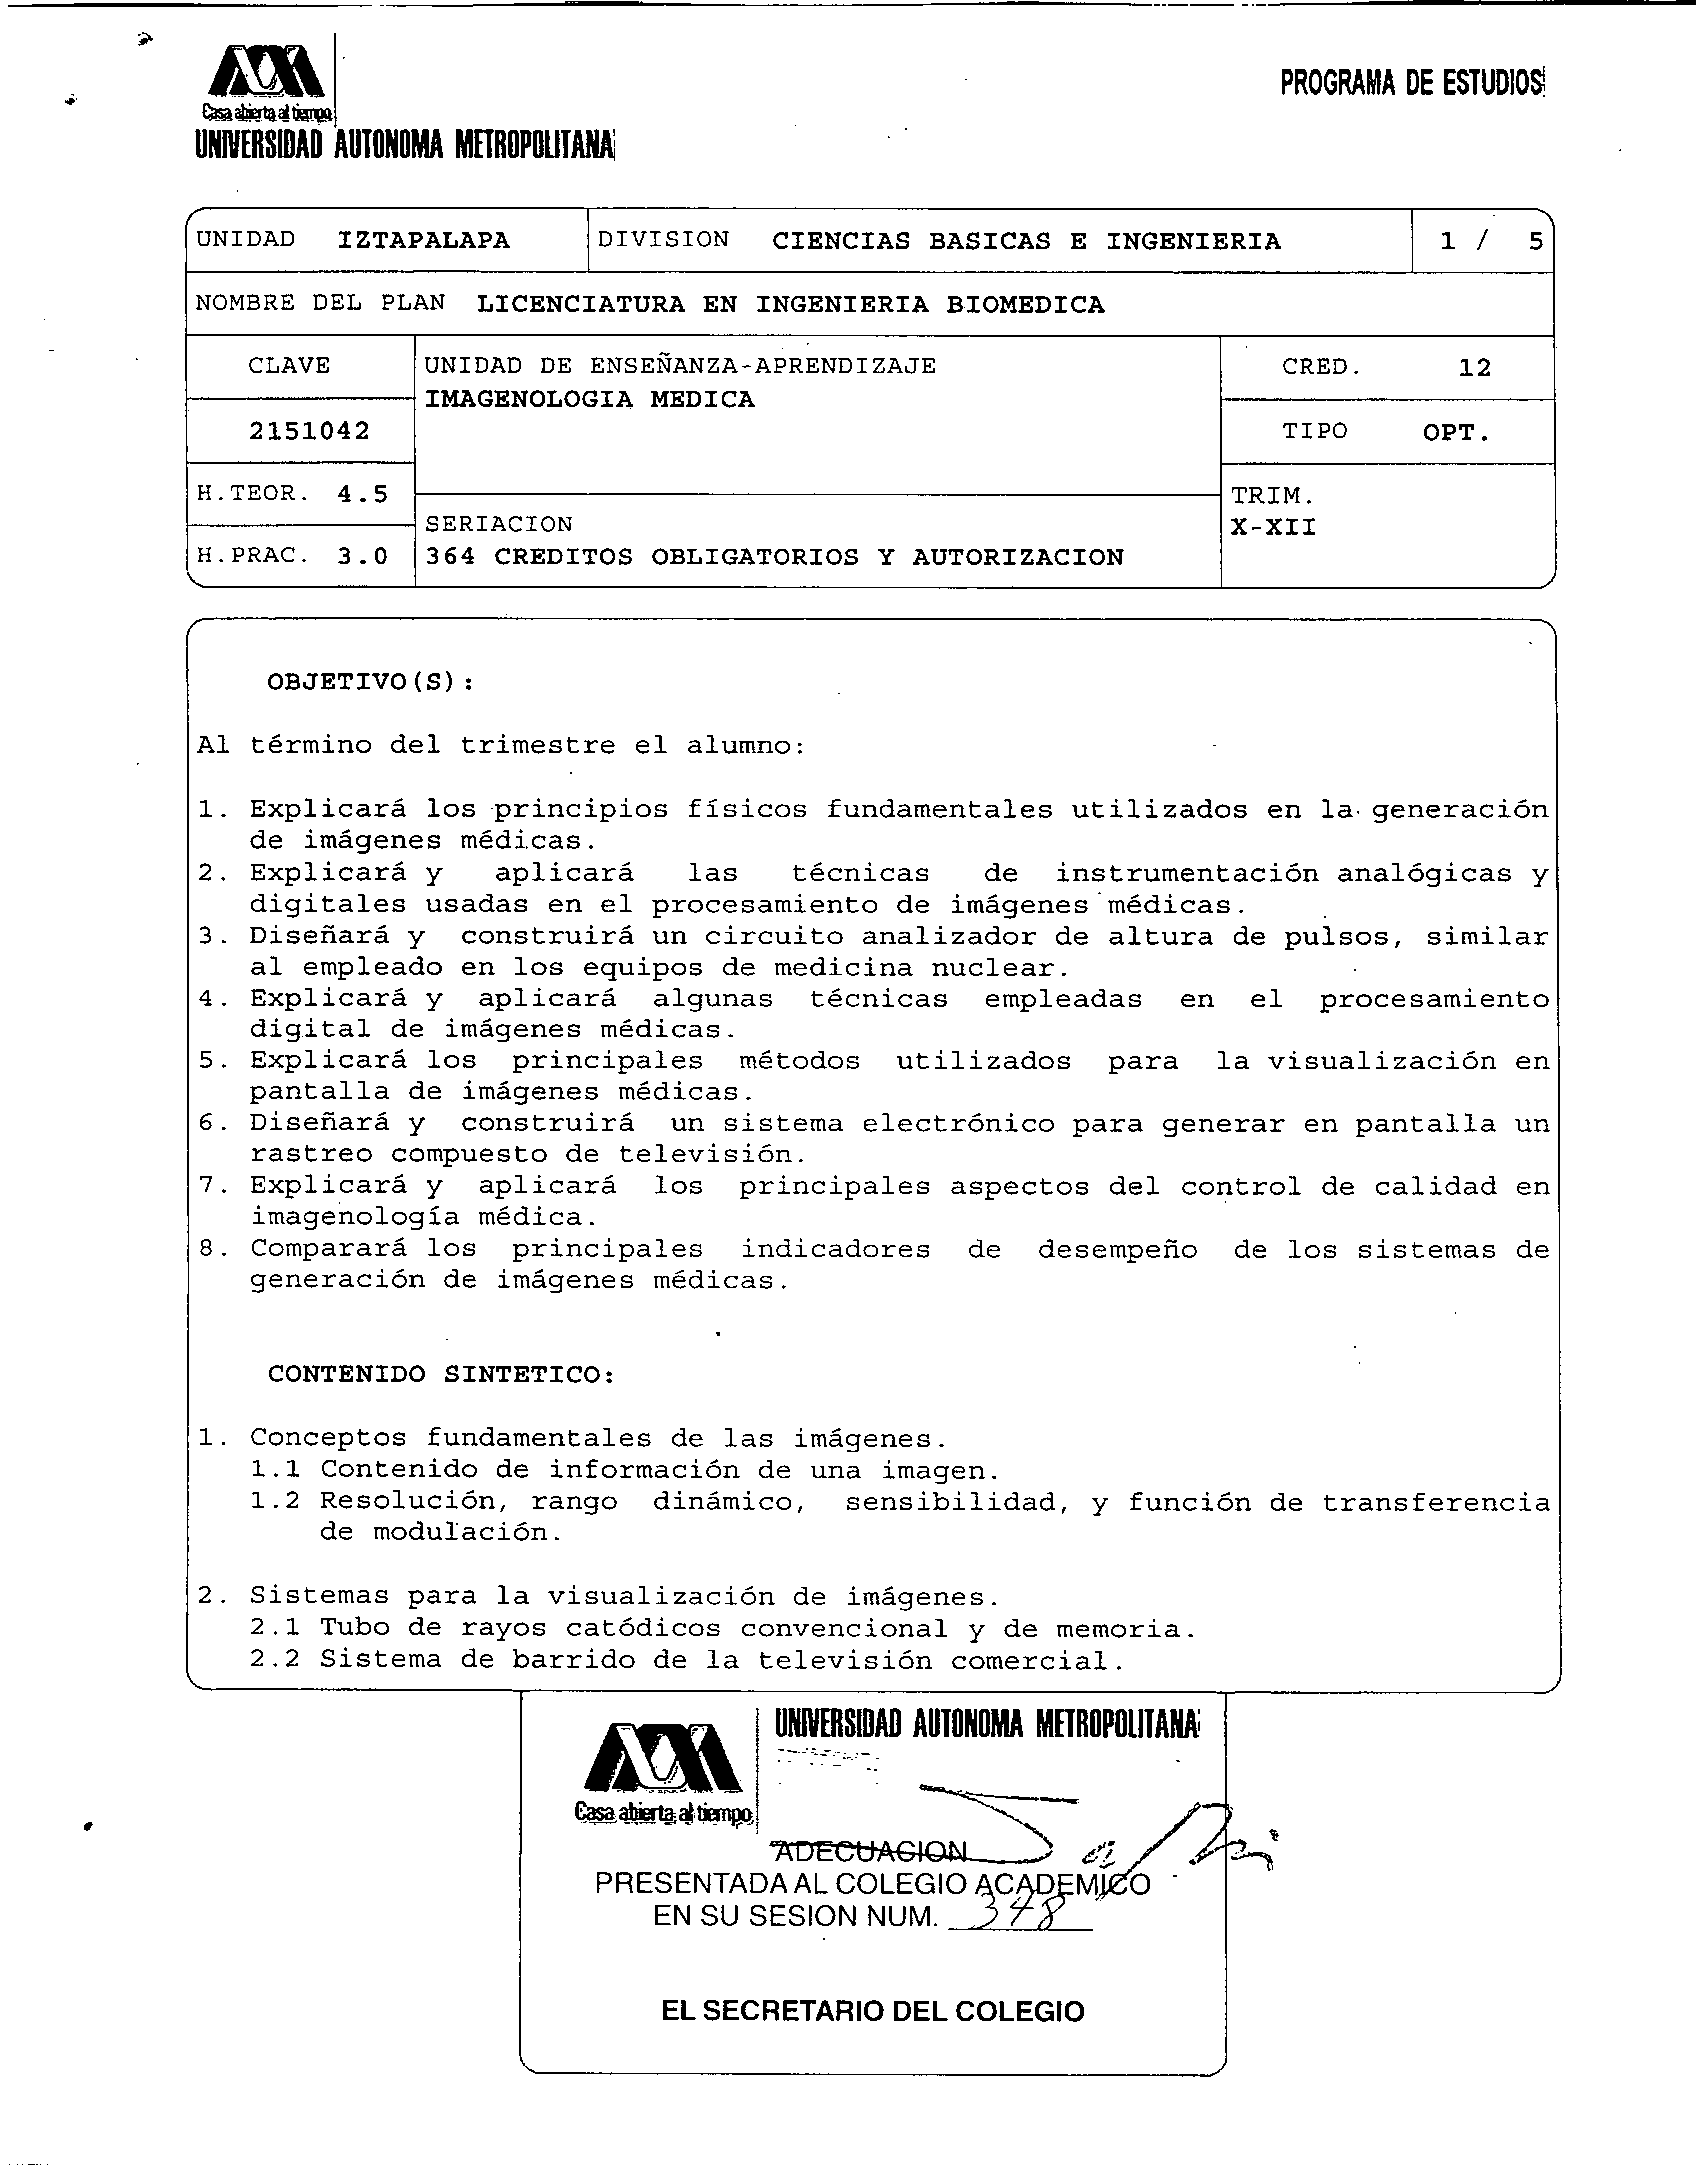 Casa abierta al tiempo
UNIVERSIDAD AUTONOMA METROPOLITANA
PROGRAMA DE ESTUDIOS
UNIDAD IZTAPALAPA DIVISION CIENCIAS BASICAS E INGENIERIA 1 / 5
NOMBRE DEL PLAN LICENCIATURA EN INGENIERIA BIOMEDICA
CLAVE UNIDAD DE ENSEÑANZA-APRENDIZAJE CRED. 12
IMAGENOLOGIA MEDICA
2151042 TIPO OPT.
H.TEOR. 4.5 TRIM.
SERIACION X-XII
H.PRAC. 3.0 364 CREDITOS OBLIGATORIOS Y AUTORIZACION
OBJETIVO(S):
Al término del trimestre el alumno:
1. Explicará los principios físicos fundamentales utilizados en la generación
de imágenes médicas.
2. Explicará y aplicará las técnicas de instrumentación analógicas y
digitales usadas en el procesamiento de imágenes médicas.
3. Diseñará y construirá un circuito analizador de altura de pulsos, similar
al empleado en los equipos de medicina nuclear.
4. Explicará y aplicará algunas técnicas empleadas en el procesamiento
digital de imágenes médicas.
5. Explicará los principales métodos utilizados para la visualización en
pantalla de imágenes médicas.
6. Diseñará y construirá un sistema electrónico para generar en pantalla un
rastreo compuesto de televisión.
7. Explicará y aplicará los principales aspectos del control de calidad en
imagenología médica.
8. Comparará los principales indicadores de desempeño de los sistemas de
generación de imágenes médicas.
CONTENIDO SINTETICO:
1. Conceptos fundamentales de las imágenes.
1.1 Contenido de información de una imagen.
1.2 Resolución, rango dinámico, sensibilidad, y función de transferencia
de modulación.
2. Sistemas para la visualización de imágenes.
2.1 Tubo de rayos catódicos convencional y de memoria.
2.2 Sistema de barrido de la televisión comercial.
UNIVERSIDAD AUTONOMA METROPOLITANA
Casa abierta al tiempo
ADECUACION
PRESENTADA AL COLEGIO ACADEMICO
EN SU SESION NUM. 348
EL SECRETARIO DEL COLEGIO